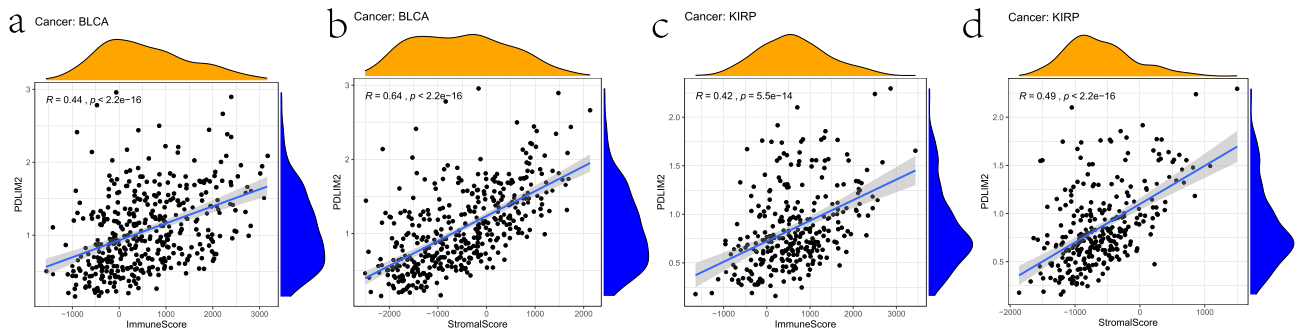 a
Cancer: BLCA
R = 0.44 , p < 2.2e−16
3
2
1
PDLIM2
−1000 0 1000 2000 3000
ImmuneScore
b
Cancer: BLCA
R = 0.64 , p < 2.2e−16
3
2
1
PDLIM2
−2000 −1000 0 1000 2000
StromalScore
c
Cancer: KIRP
R = 0.42 , p = 5.5e−14
2.0
1.5
1.0
0.5
PDLIM2
−1000 0 1000 2000 3000
ImmuneScore
d
Cancer: KIRP
R = 0.49 , p < 2.2e−16
2.0
1.5
1.0
0.5
PDLIM2
−2000 −1000 0 1000
StromalScore